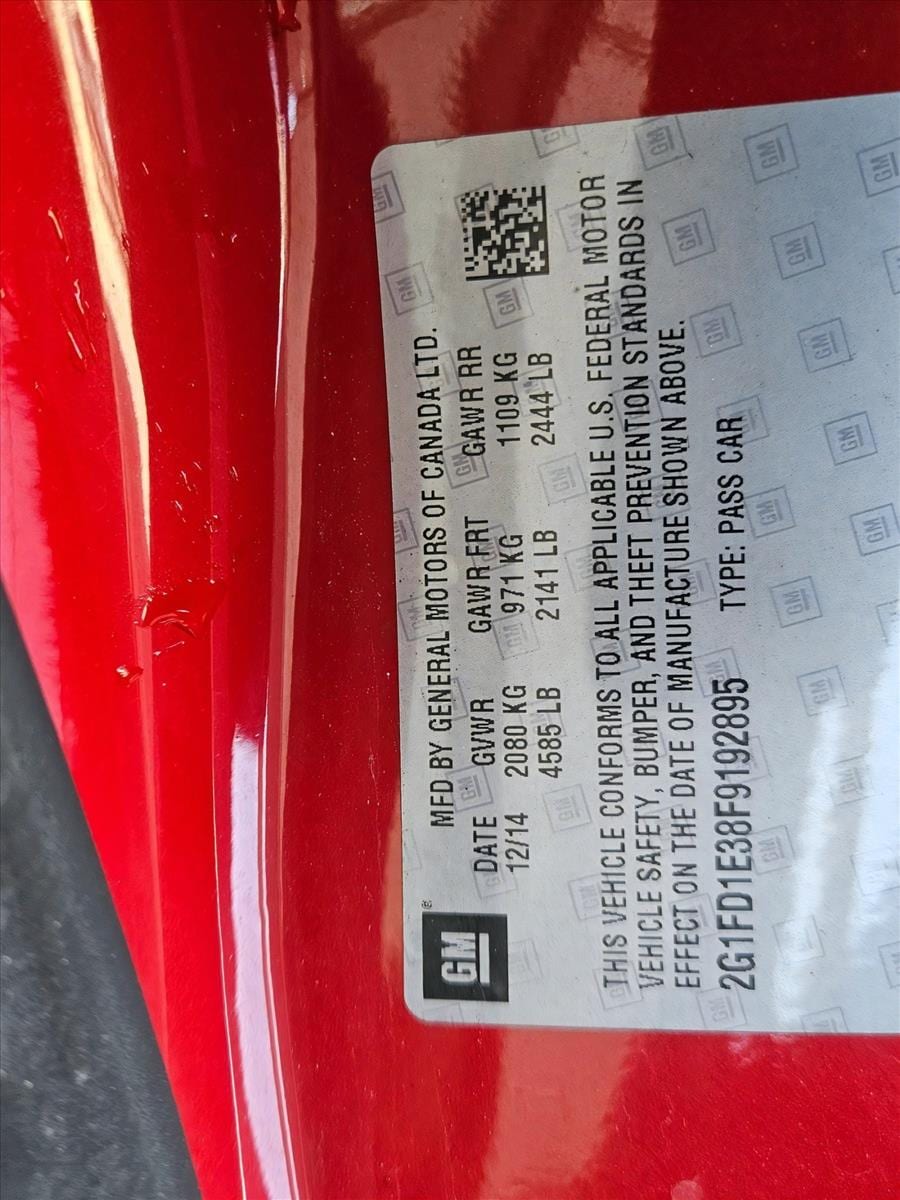 GM®
MFD BY GENERAL MOTORS OF CANADA LTD.
DATE GVWR GAWR FRT GAWR RR
12/14 2080 KG 971 KG 1109 KG
4585 LB 2141 LB 2444 LB
THIS VEHICLE CONFORMS TO ALL APPLICABLE U.S. FEDERAL MOTOR
VEHICLE SAFETY, BUMPER, AND THEFT PREVENTION STANDARDS IN
EFFECT ON THE DATE OF MANUFACTURE SHOWN ABOVE.
2G1FD1E38F9192895 TYPE: PASS CAR